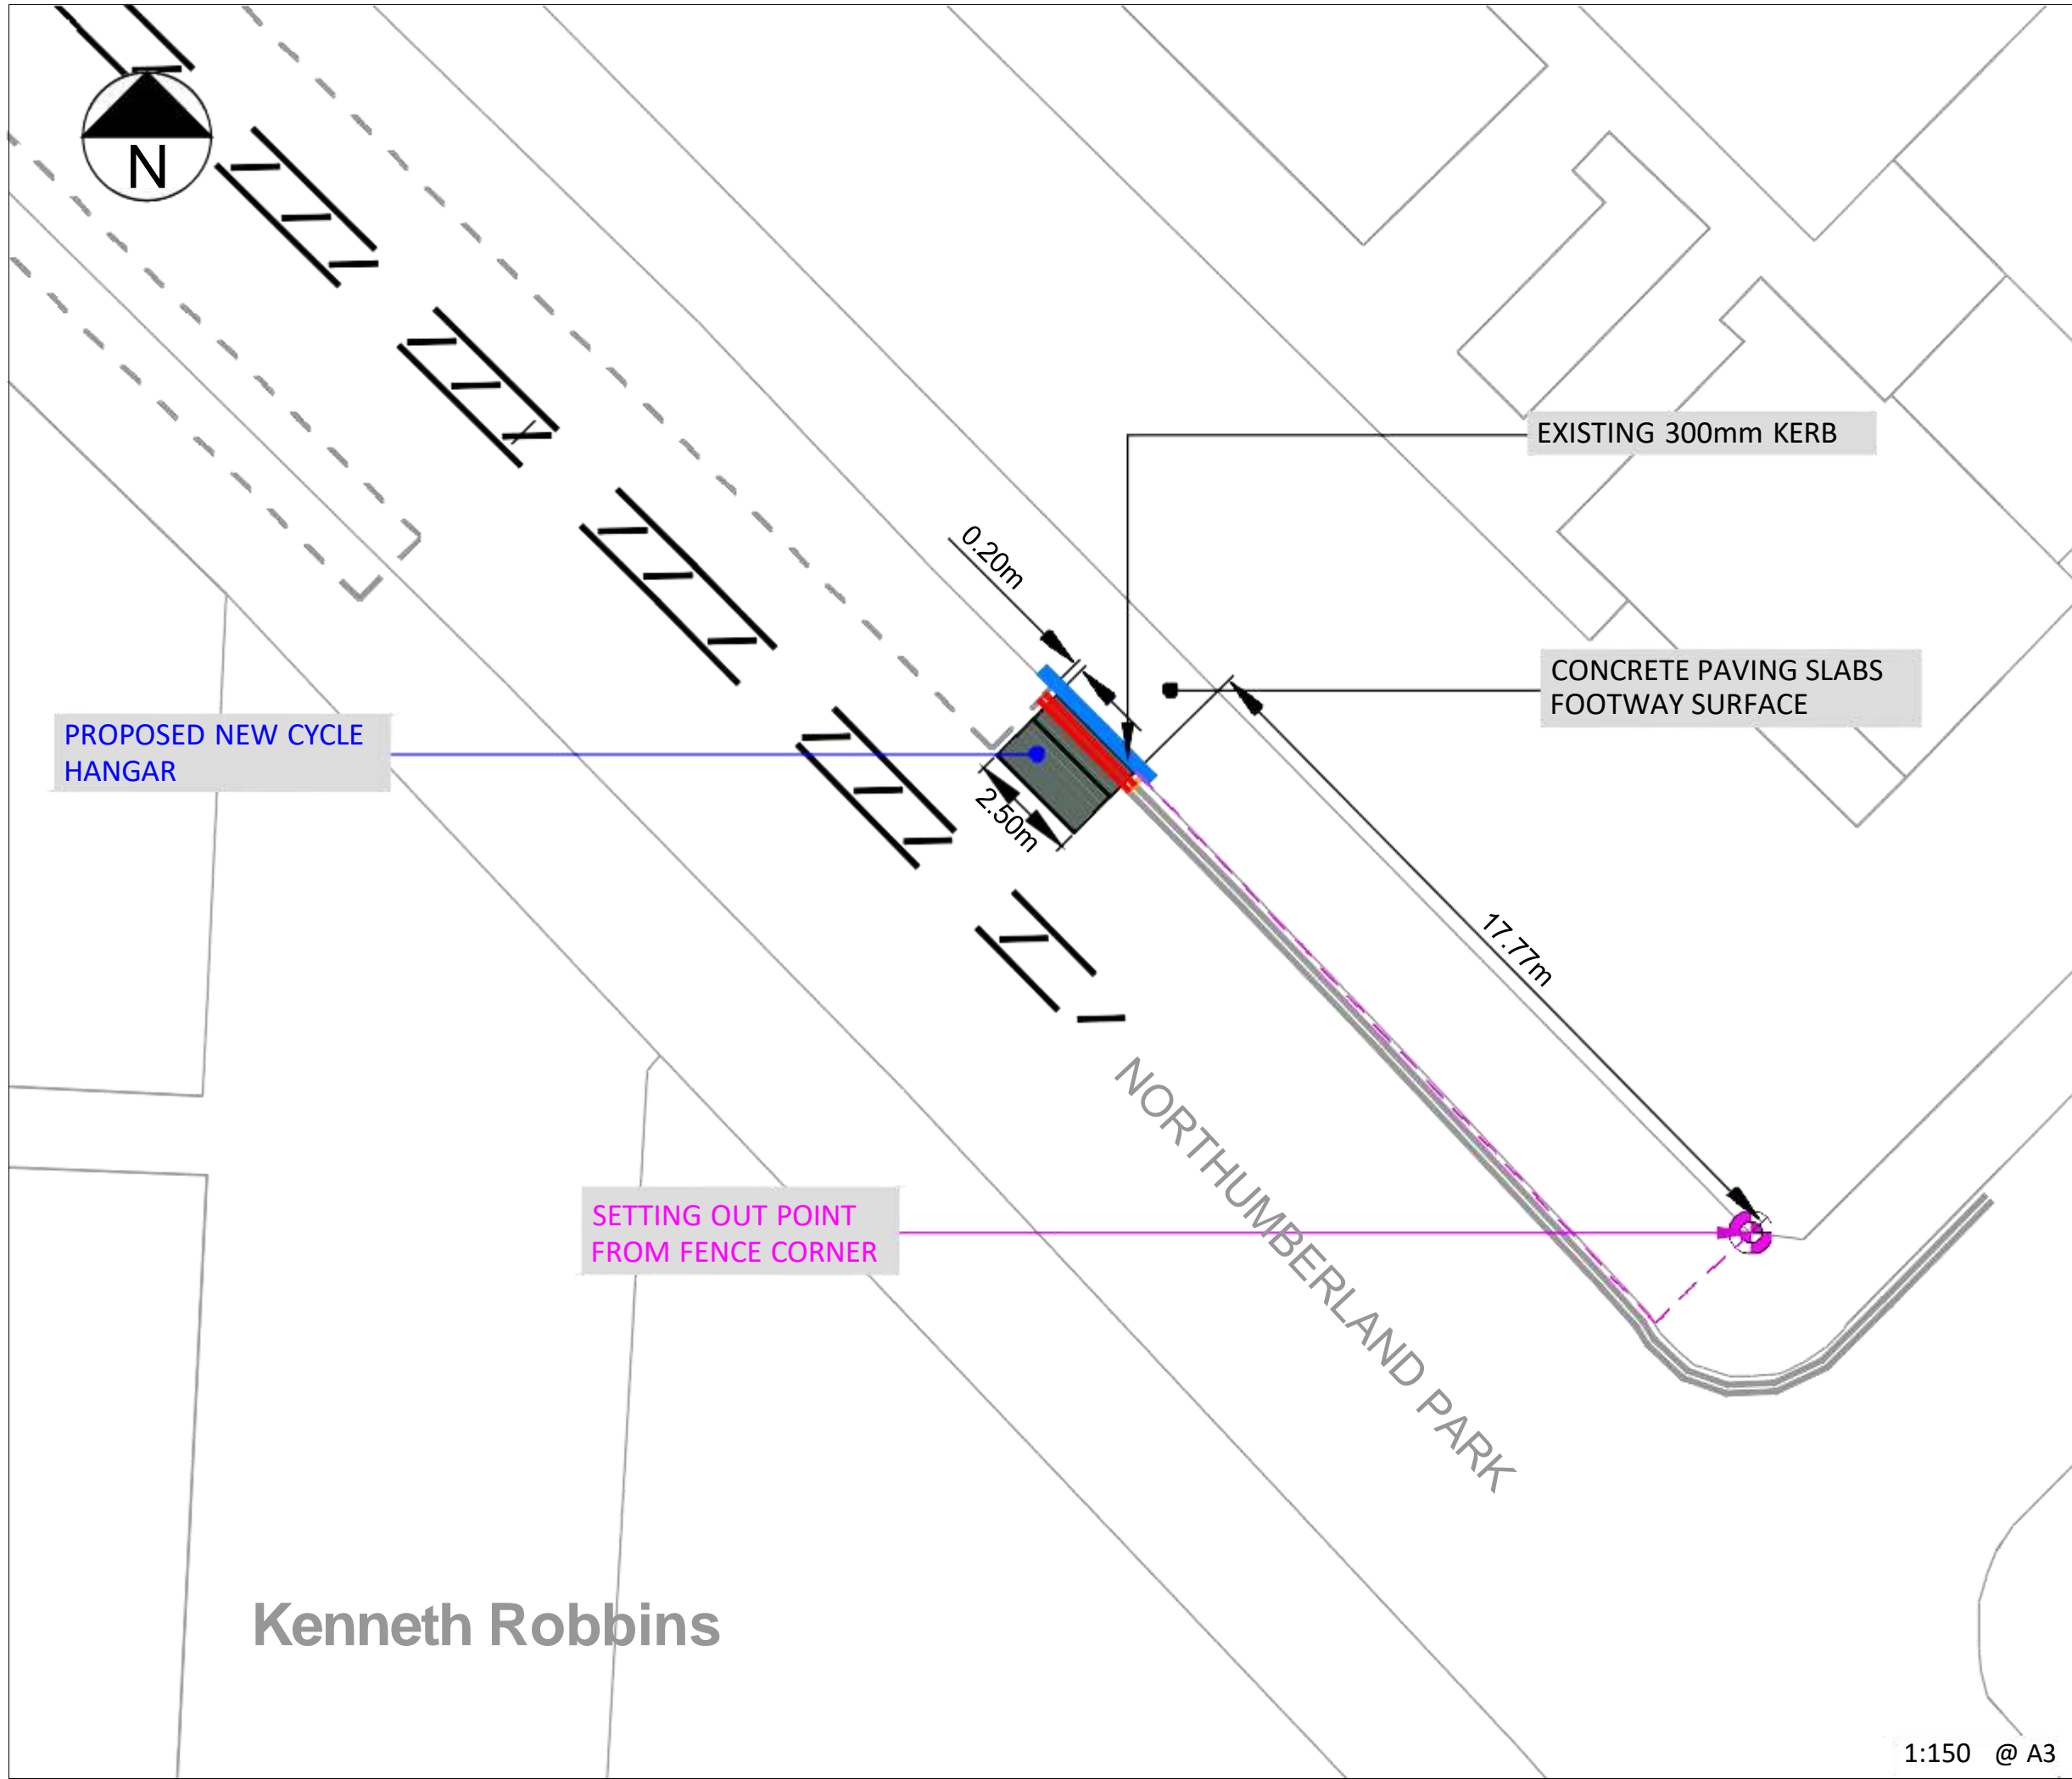 N
EXISTING 300mm KERB
0.20m
CONCRETE PAVING SLABS
FOOTWAY SURFACE
PROPOSED NEW CYCLE
HANGAR
2.50m
17.77m
NORTHUMBERLAND PARK
SETTING OUT POINT
FROM FENCE CORNER
Kenneth Robbins
1:150 @ A3